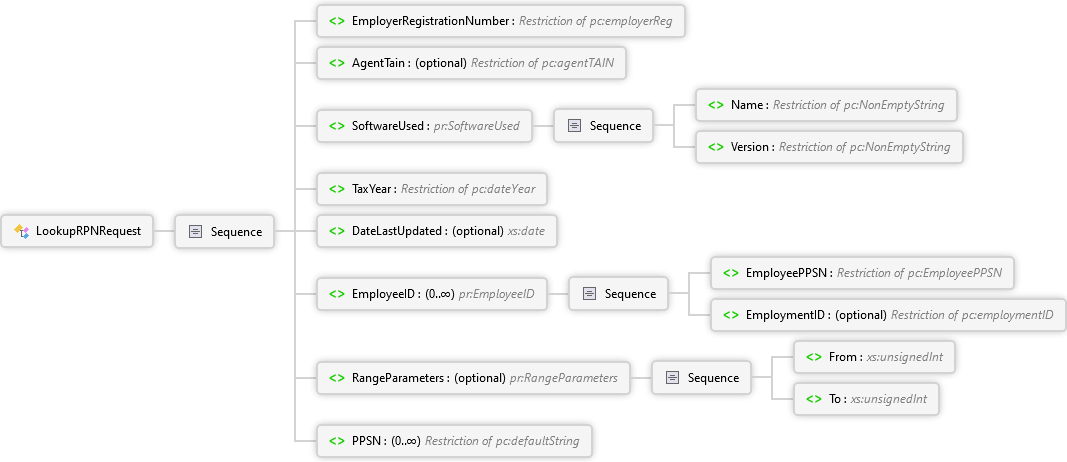 <> EmployerRegistrationNumber : Restriction of pc:employerReg
<> AgentTain : (optional) Restriction of pc:agentTAIN
<> SoftwareUsed : pr:SoftwareUsed
Sequence
<> Name : Restriction of pc:NonEmptyString
<> Version : Restriction of pc:NonEmptyString
<> TaxYear : Restriction of pc:dateYear
LookupRPNRequest
Sequence
<> DateLastUpdated : (optional) xs:date
<> EmployeeID : (0..∞) pr:EmployeeID
Sequence
<> EmployeePPSN : Restriction of pc:EmployeePPSN
<> EmploymentID : (optional) Restriction of pc:employmentID
<> RangeParameters : (optional) pr:RangeParameters
Sequence
<> From : xs:unsignedInt
<> To : xs:unsignedInt
<> PPSN : (0..∞) Restriction of pc:defaultString